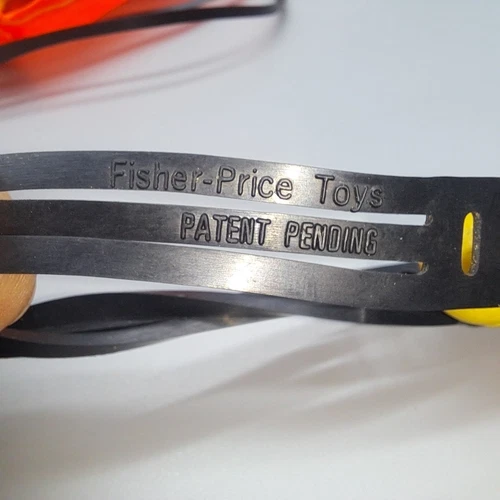 Fisher-Price Toys
PATENT PENDING